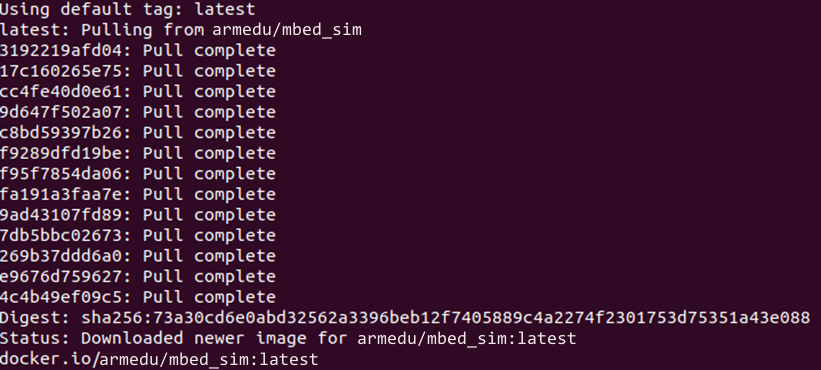 Using default tag: latest
latest: Pulling from armedu/mbed_sim
3192219afd04: Pull complete
17c160265e75: Pull complete
cc4fe40d0e61: Pull complete
9d647f502a07: Pull complete
c8bd59397b26: Pull complete
f9289dfd19be: Pull complete
f95f7854da06: Pull complete
fa191a3faa7e: Pull complete
9ad43107fd89: Pull complete
7db5bbc02673: Pull complete
269b37ddd6a0: Pull complete
e9676d759627: Pull complete
4c4b49ef09c5: Pull complete
Digest: sha256:73a30cd6e0abd32562a3396beb12f7405889c4a2274f2301753d75351a43e088
Status: Downloaded newer image for armedu/mbed_sim:latest
docker.io/armedu/mbed_sim:latest